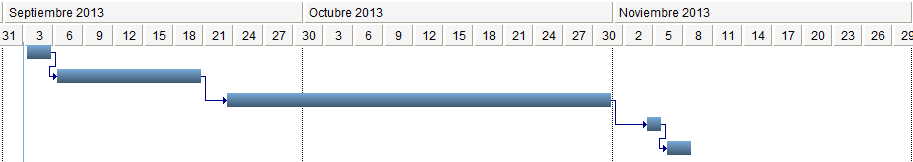 Septiembre 2013 Octubre 2013 Noviembre 2013
31 3 6 9 12 15 18 21 24 27 30 3 6 9 12 15 18 21 24 27 30 2 5 8 11 14 17 20 23 26 29